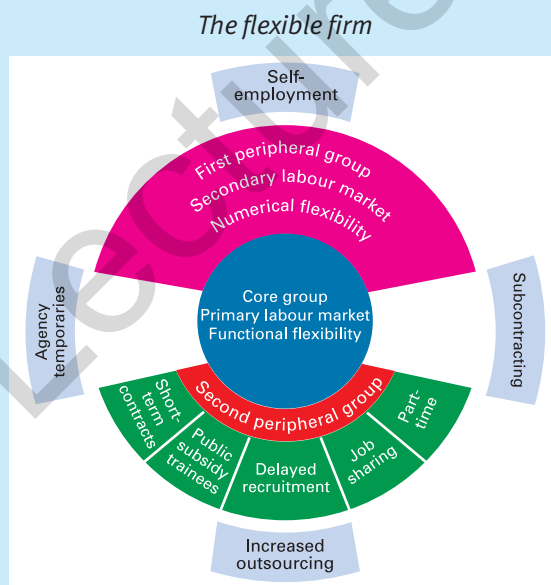 The flexible firm
Self-
employment
First peripheral group
Secondary labour market
Numerical flexibility
Core group
Primary labour market
Functional flexibility
Agency
temporaries
Subcontracting
Second peripheral group
Short-
term
contracts
Public
subsidy
trainees
Delayed
recruitment
Job
sharing
Part-
time
Increased
outsourcing
Lecture